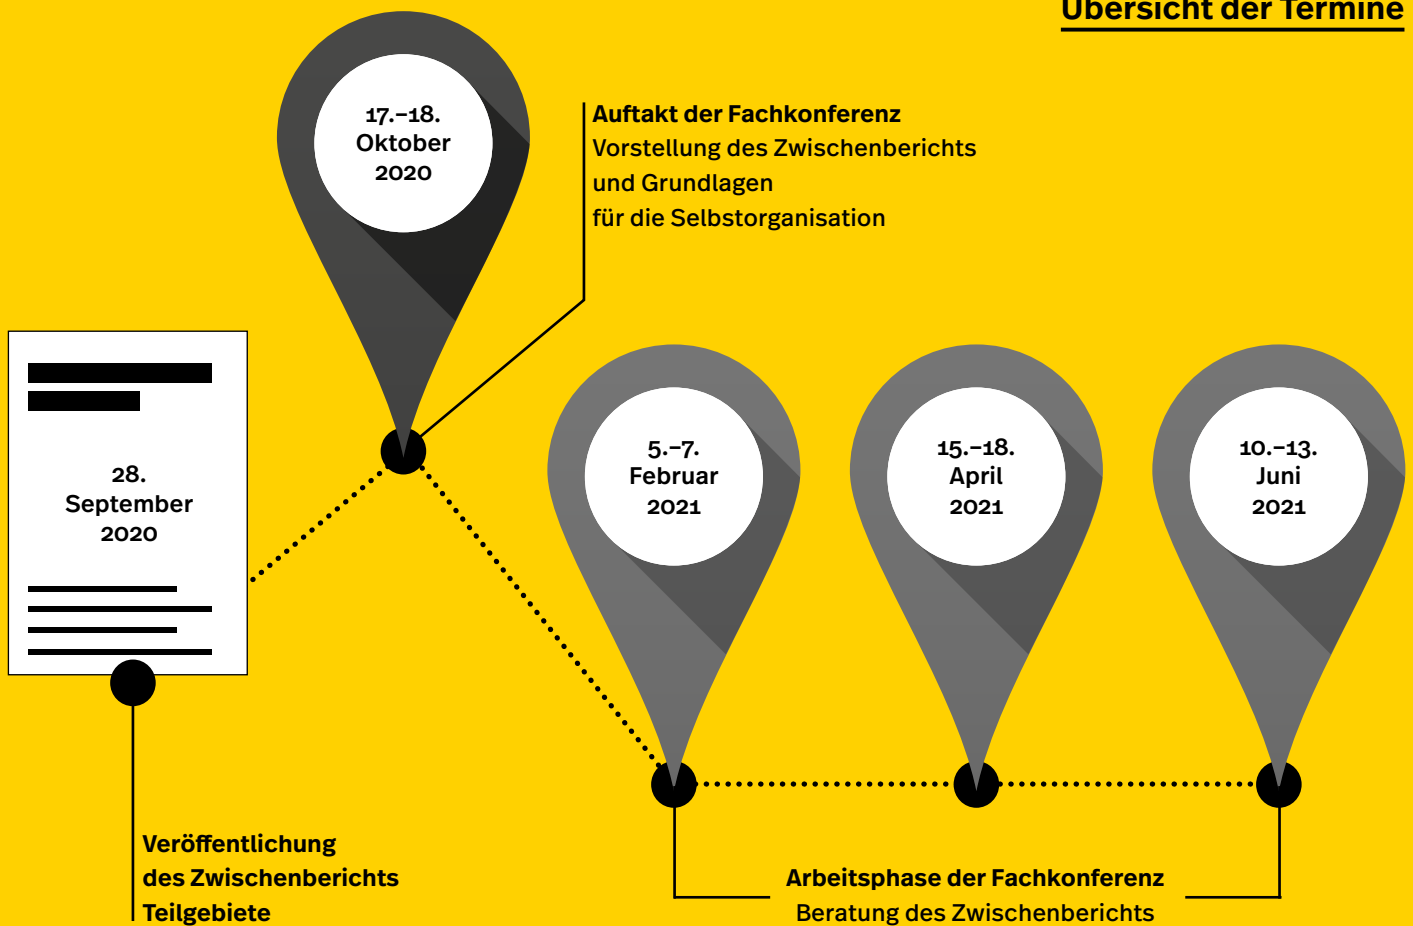 Übersicht der Termine
17.–18.
Oktober
2020
Auftakt der Fachkonferenz
Vorstellung des Zwischenberichts
und Grundlagen
für die Selbstorganisation
28.
September
2020
5.–7.
Februar
2021
15.–18.
April
2021
10.–13.
Juni
2021
Veröffentlichung
des Zwischenberichts
Teilgebiete
Arbeitsphase der Fachkonferenz
Beratung des Zwischenberichts